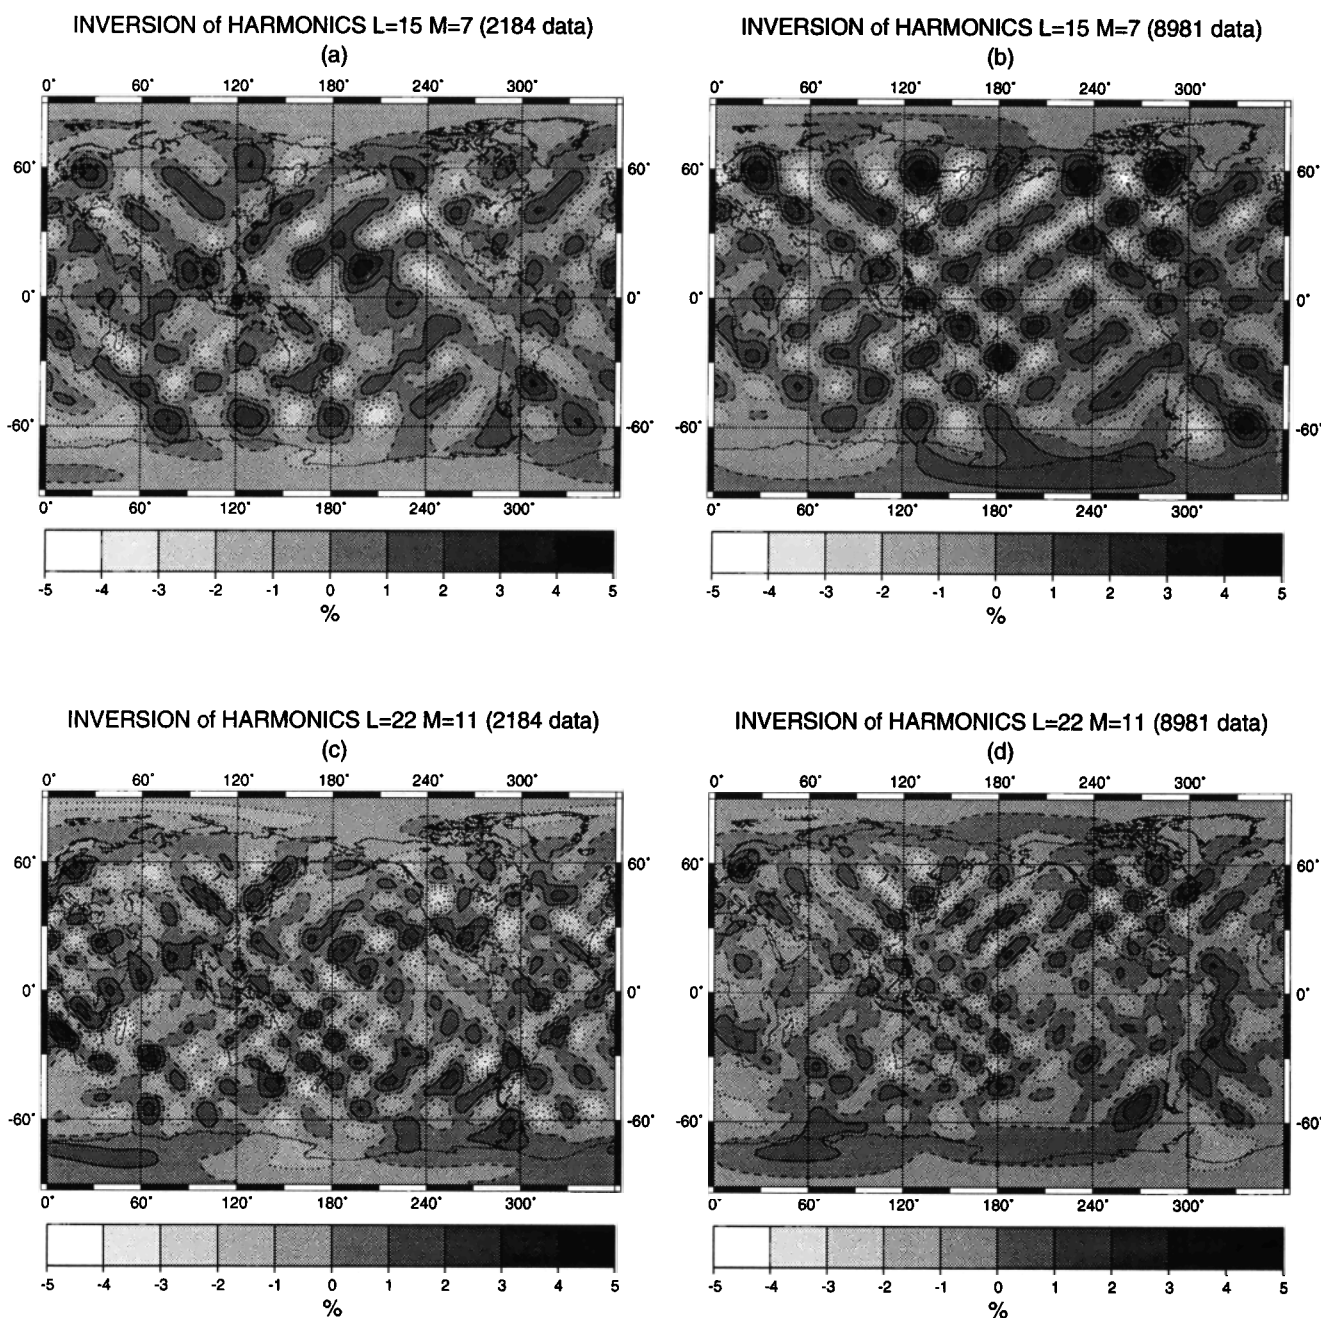 INVERSION of HARMONICS L=15 M=7 (2184 data)
(a)
0° 60° 120° 180° 240° 300°
60° 60°
0° 0°
-60° -60°
0° 60° 120° 180° 240° 300°
-5 -4 -3 -2 -1 0 1 2 3 4 5
%
INVERSION of HARMONICS L=15 M=7 (8981 data)
(b)
0° 60° 120° 180° 240° 300°
60° 60°
0° 0°
-60° -60°
0° 60° 120° 180° 240° 300°
-5 -4 -3 -2 -1 0 1 2 3 4 5
%
INVERSION of HARMONICS L=22 M=11 (2184 data)
(c)
0° 60° 120° 180° 240° 300°
60° 60°
0° 0°
-60° -60°
0° 60° 120° 180° 240° 300°
-5 -4 -3 -2 -1 0 1 2 3 4 5
%
INVERSION of HARMONICS L=22 M=11 (8981 data)
(d)
0° 60° 120° 180° 240° 300°
60° 60°
0° 0°
-60° -60°
0° 60° 120° 180° 240° 300°
-5 -4 -3 -2 -1 0 1 2 3 4 5
%